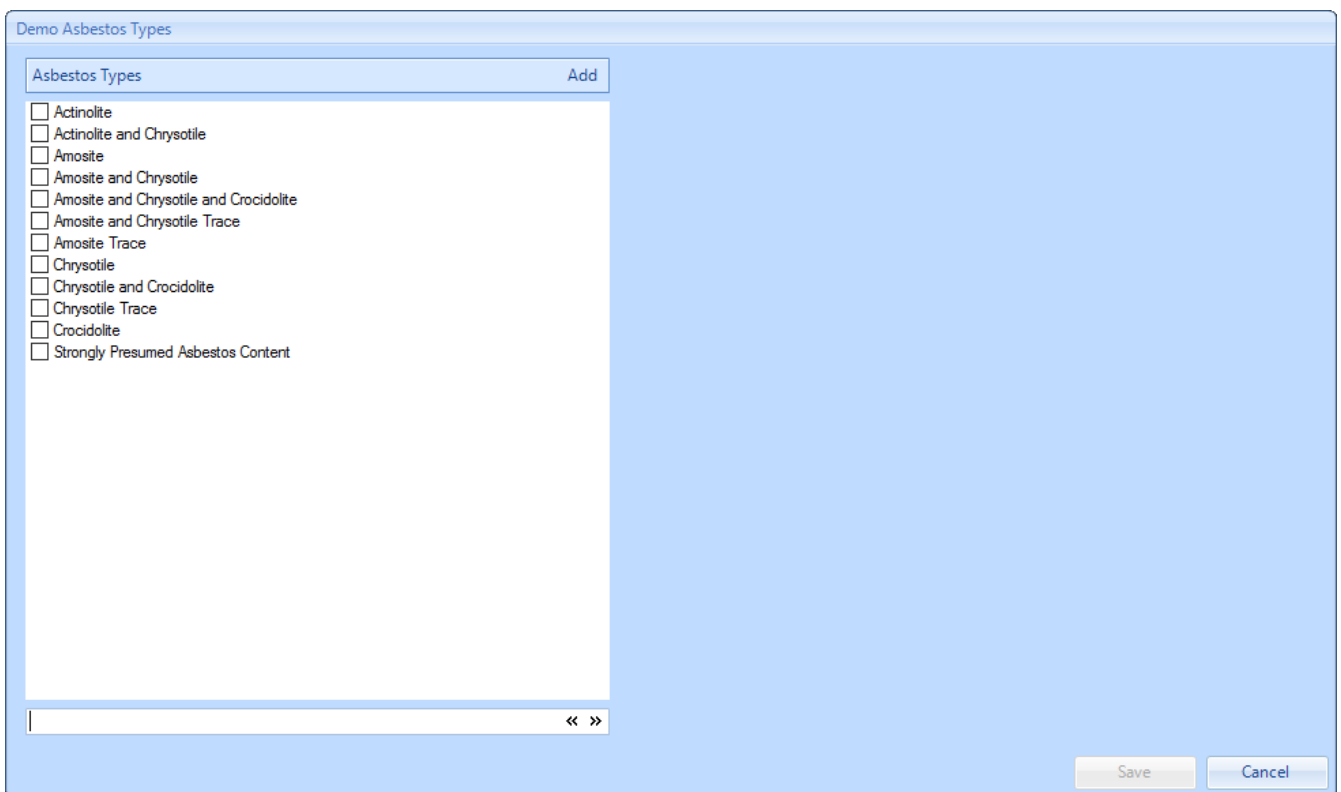 Demo Asbestos Types
Asbestos Types Add
Actinolite
Actinolite and Chrysotile
Amosite
Amosite and Chrysotile
Amosite and Chrysotile and Crocidolite
Amosite and Chrysotile Trace
Amosite Trace
Chrysotile
Chrysotile and Crocidolite
Chrysotile Trace
Crocidolite
Strongly Presumed Asbestos Content
« »
Save Cancel